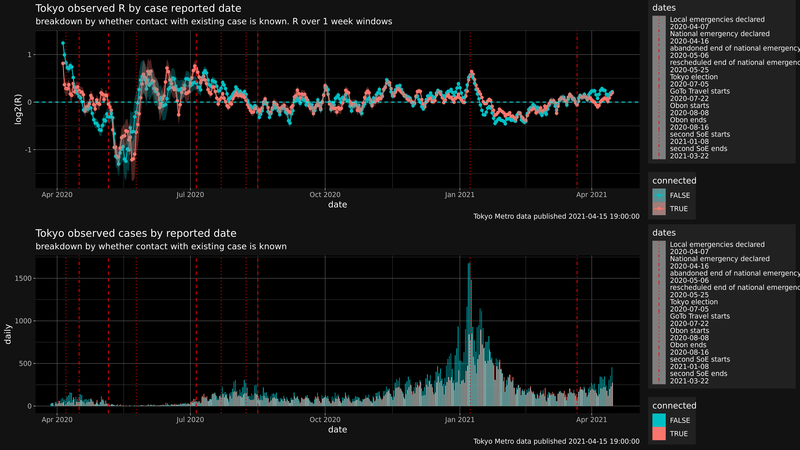 Tokyo observed R by case reported date
breakdown by whether contact with existing case is known. R over 1 week windows
log2(R)
1
0
-1
Apr 2020
Jul 2020
Oct 2020
Jan 2021
Apr 2021
date
Tokyo Metro data published 2021-04-15 19:00:00
dates
Local emergencies declared
2020-04-07
National emergency declared
2020-04-16
abandoned end of national emergency
2020-05-06
rescheduled end of national emergenc
2020-05-25
Tokyo election
2020-07-05
GoTo Travel starts
2020-07-22
Obon starts
2020-08-08
Obon ends
2020-08-16
second SoE starts
2021-01-08
second SoE ends
2021-03-22
connected
FALSE
TRUE
Tokyo observed cases by reported date
breakdown by whether contact with existing case is known
daily
1500
1000
500
0
Apr 2020
Jul 2020
Oct 2020
Jan 2021
Apr 2021
date
Tokyo Metro data published 2021-04-15 19:00:00
dates
Local emergencies declared
2020-04-07
National emergency declared
2020-04-16
abandoned end of national emergency
2020-05-06
rescheduled end of national emergenc
2020-05-25
Tokyo election
2020-07-05
GoTo Travel starts
2020-07-22
Obon starts
2020-08-08
Obon ends
2020-08-16
second SoE starts
2021-01-08
second SoE ends
2021-03-22
connected
FALSE
TRUE